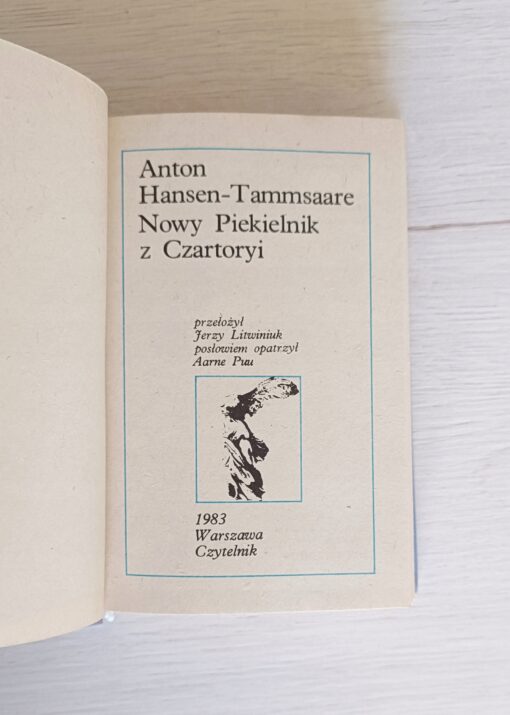 Anton
Hansen-Tammsaare
Nowy Piekielnik
z Czartoryi
przełożył
Jerzy Litwiniuk
posłowiem opatrzył
Aarne Puu
1983
Warszawa
Czytelnik